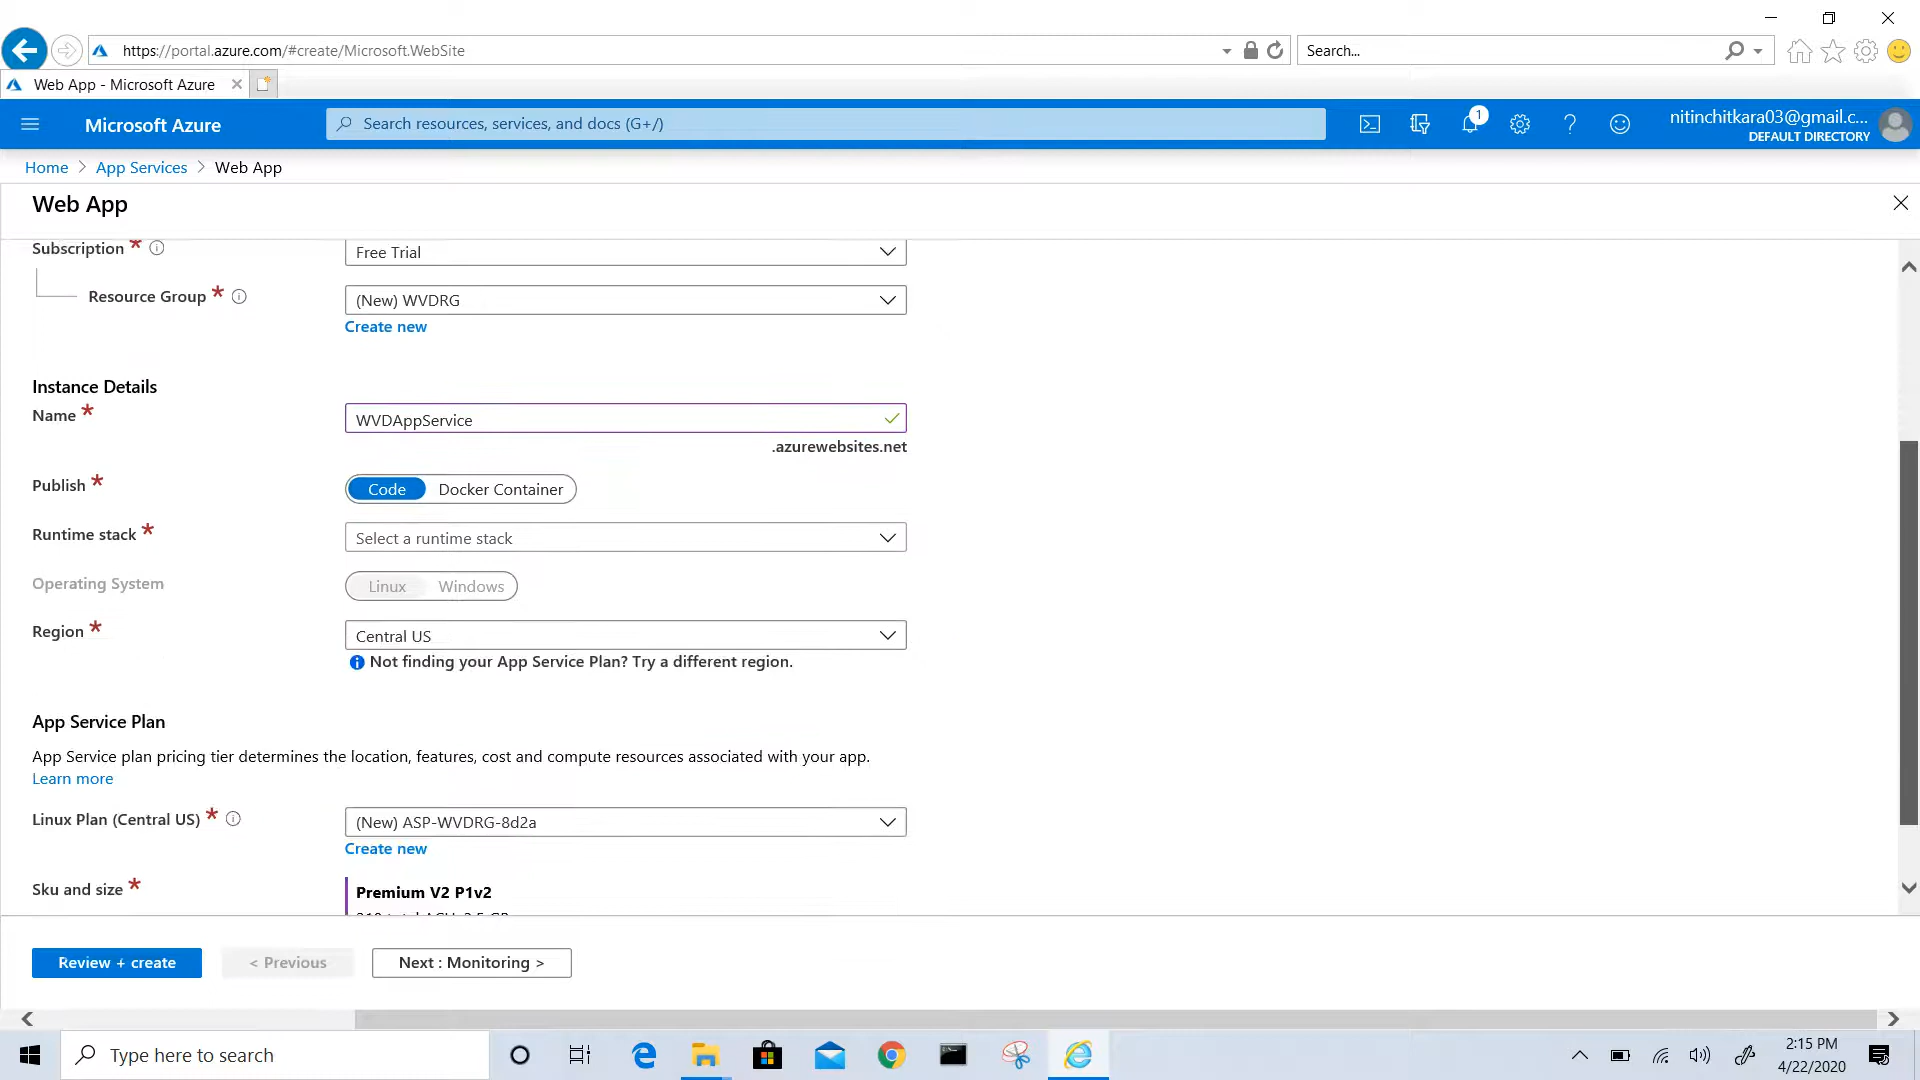 https://portal.azure.com/#create/Microsoft.WebSite
Search...
Web App - Microsoft Azure
Microsoft Azure
Search resources, services, and docs (G+/)
1
nitinchitkara03@gmail.c...
DEFAULT DIRECTORY
Home > App Services > Web App
Web App
Subscription *
Free Trial
Resource Group *
(New) WVDRG
Create new
Instance Details
Name *
WVDAppService
.azurewebsites.net
Publish *
Code Docker Container
Runtime stack *
Select a runtime stack
Operating System
Linux Windows
Region *
Central US
Not finding your App Service Plan? Try a different region.
App Service Plan
App Service plan pricing tier determines the location, features, cost and compute resources associated with your app.
Learn more
Linux Plan (Central US) *
(New) ASP-WVDRG-8d2a
Create new
Sku and size *
Premium V2 P1v2
Review + create
< Previous
Next : Monitoring >
Type here to search
2:15 PM
4/22/2020